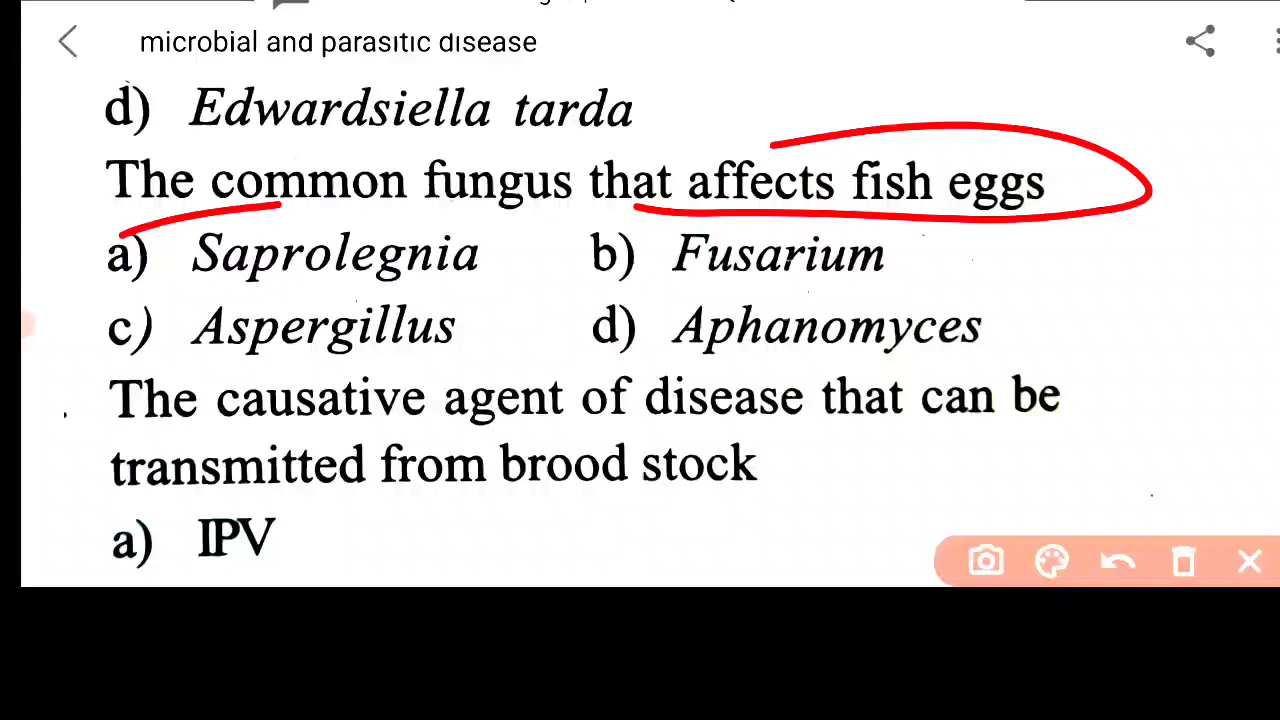 microbial and parasitic disease
d) Edwardsiella tarda
The common fungus that affects fish eggs
a) Saprolegnia b) Fusarium
c) Aspergillus d) Aphanomyces
The causative agent of disease that can be
transmitted from brood stock
a) IPV